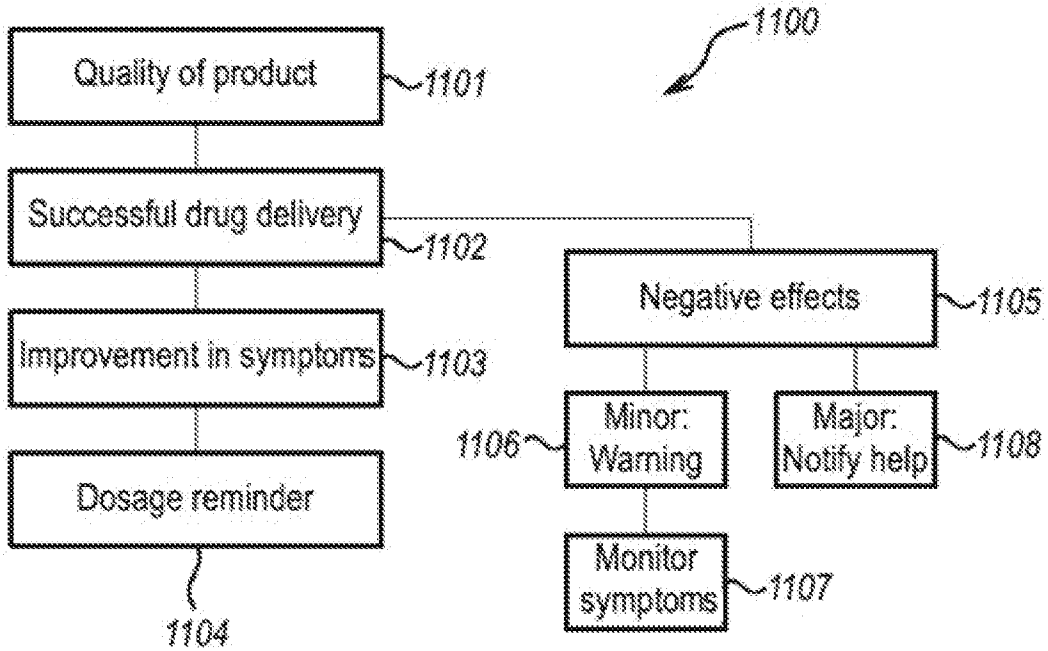 1100
Quality of product
1101
Successful drug delivery
1102
Negative effects
1105
Improvement in symptoms
1103
Minor:
Warning
1106
Major:
Notify help
1108
Dosage reminder
1104
Monitor
symptoms
1107